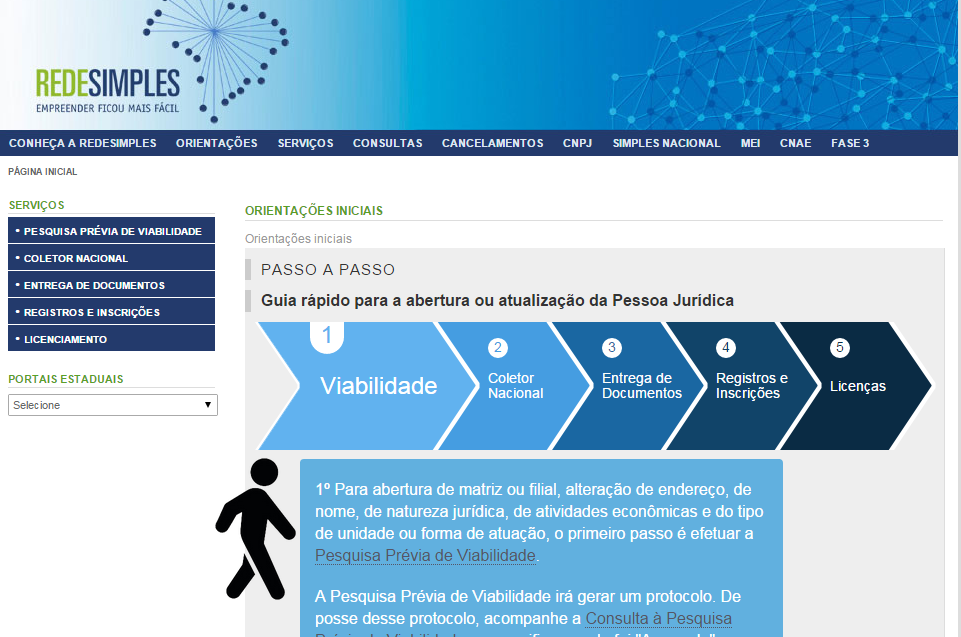 REDESIMPLES
EMPREENDER FICOU MAIS FÁCIL
CONHEÇA A REDESIMPLES ORIENTAÇÕES SERVIÇOS CONSULTAS CANCELAMENTOS CNPJ SIMPLES NACIONAL MEI CNAE FASE 3
PÁGINA INICIAL
SERVIÇOS
PESQUISA PRÉVIA DE VIABILIDADE
COLETOR NACIONAL
ENTREGA DE DOCUMENTOS
REGISTROS E INSCRIÇÕES
LICENCIAMENTO
PORTAIS ESTADUAIS
Selecione
ORIENTAÇÕES INICIAIS
Orientações iniciais
PASSO A PASSO
Guia rápido para a abertura ou atualização da Pessoa Jurídica
1
Viabilidade
2
Coletor
Nacional
3
Entrega de
Documentos
4
Registros e
Inscrições
5
Licenças
1º Para abertura de matriz ou filial, alteração de endereço, de
nome, de natureza jurídica, de atividades econômicas e do tipo
de unidade ou forma de atuação, o primeiro passo é efetuar a
Pesquisa Prévia de Viabilidade.
A Pesquisa Prévia de Viabilidade irá gerar um protocolo. De
posse desse protocolo, acompanhe a Consulta à Pesquisa